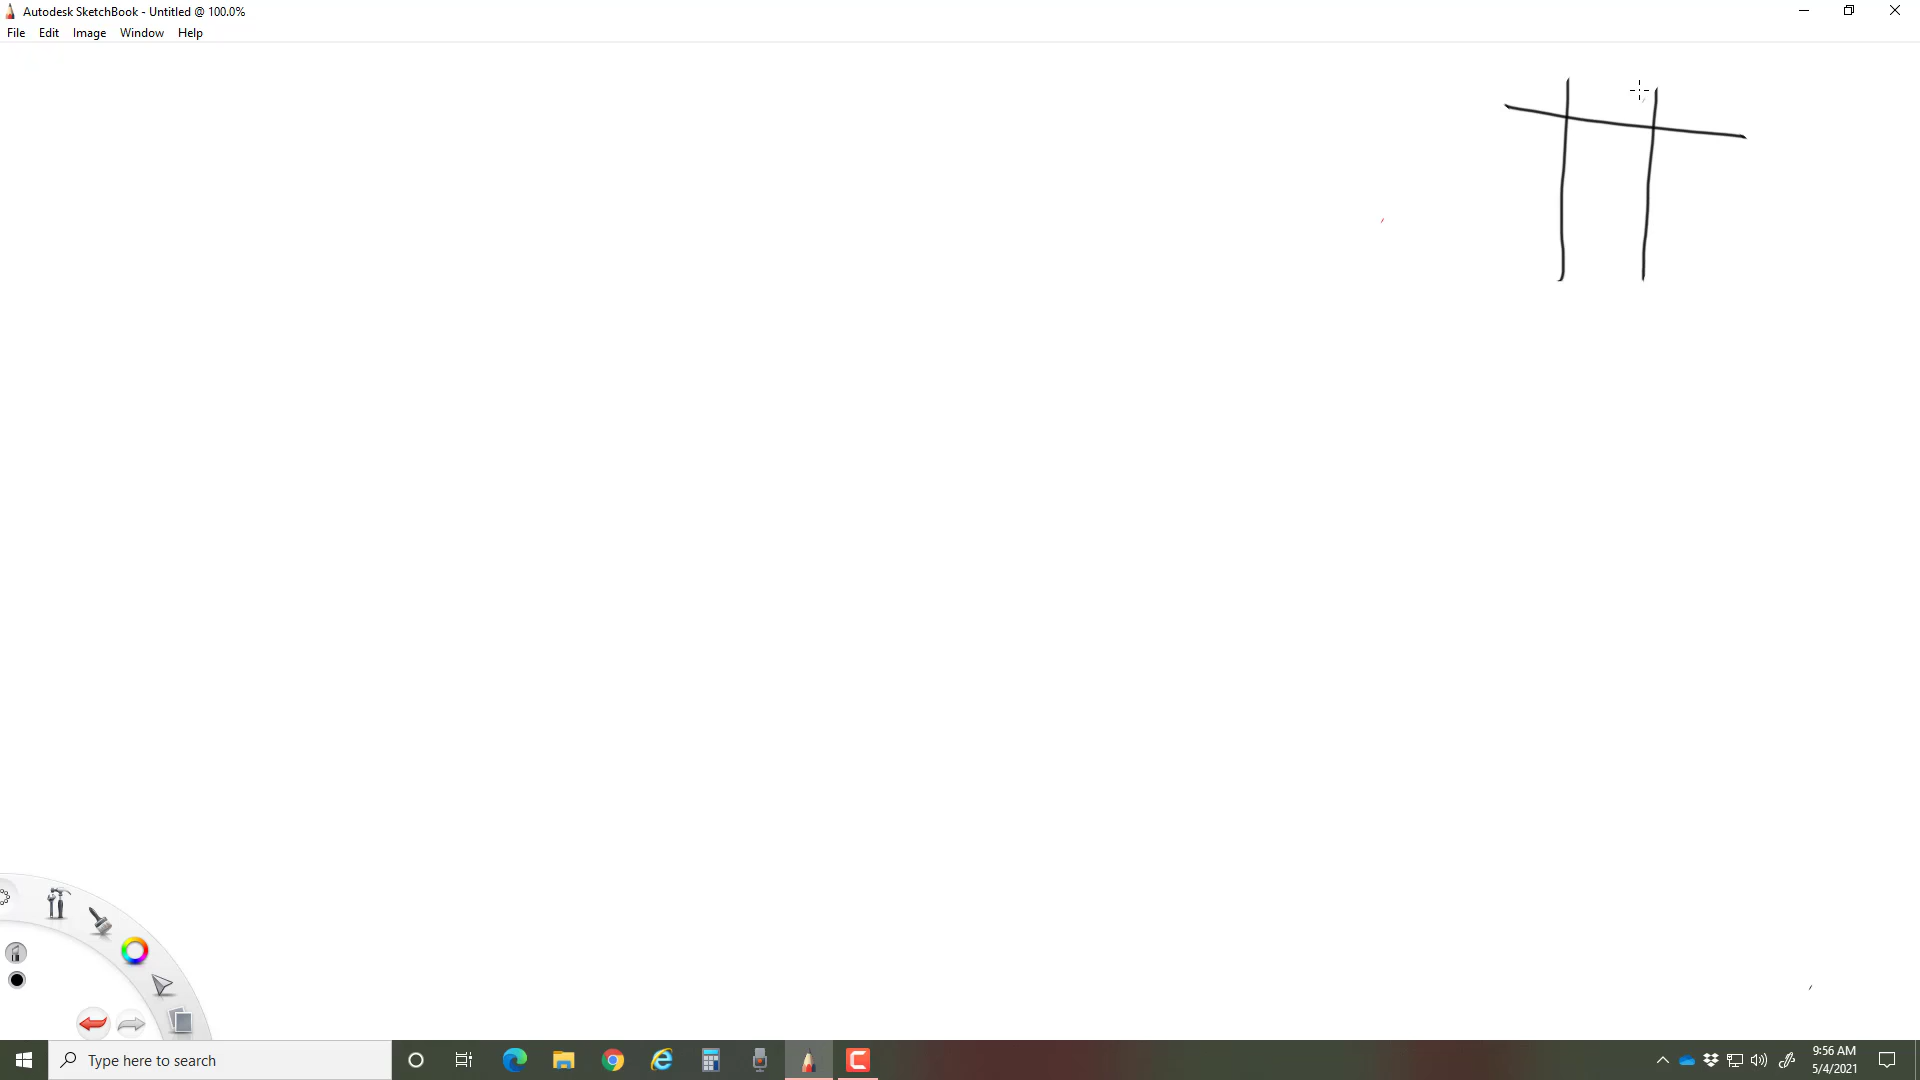 Autodesk SketchBook - Untitled @ 100.0%
File Edit Image Window Help
Type here to search
9:56 AM
5/4/2021